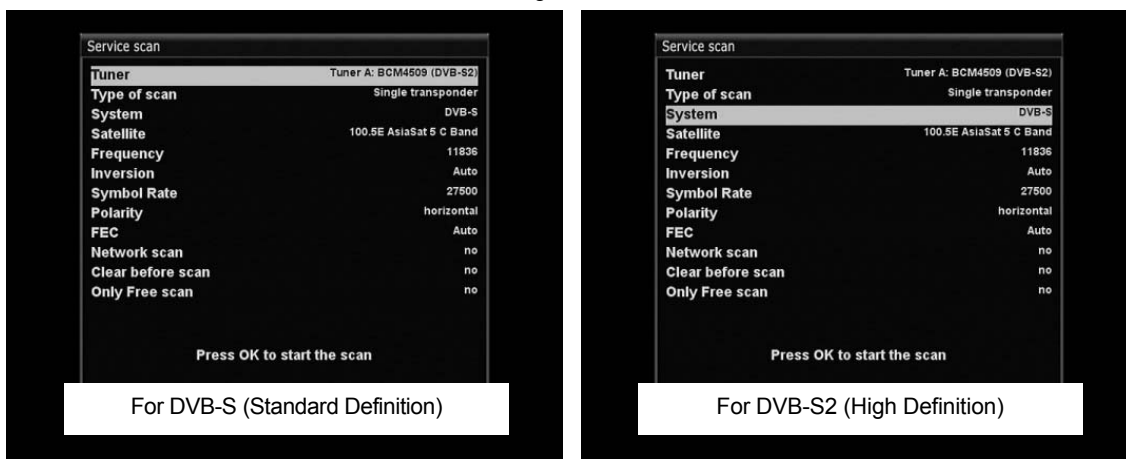 Service scan
Tuner Tuner A: BCM4509 (DVB-S2)
Type of scan Single transponder
System DVB-S
Satellite 100.5E AsiaSat 5 C Band
Frequency 11836
Inversion Auto
Symbol Rate 27500
Polarity horizontal
FEC Auto
Network scan no
Clear before scan no
Only Free scan no
Press OK to start the scan
For DVB-S (Standard Definition)
Service scan
Tuner Tuner A: BCM4509 (DVB-S2)
Type of scan Single transponder
System DVB-S
Satellite 100.5E AsiaSat 5 C Band
Frequency 11836
Inversion Auto
Symbol Rate 27500
Polarity horizontal
FEC Auto
Network scan no
Clear before scan no
Only Free scan no
Press OK to start the scan
For DVB-S2 (High Definition)